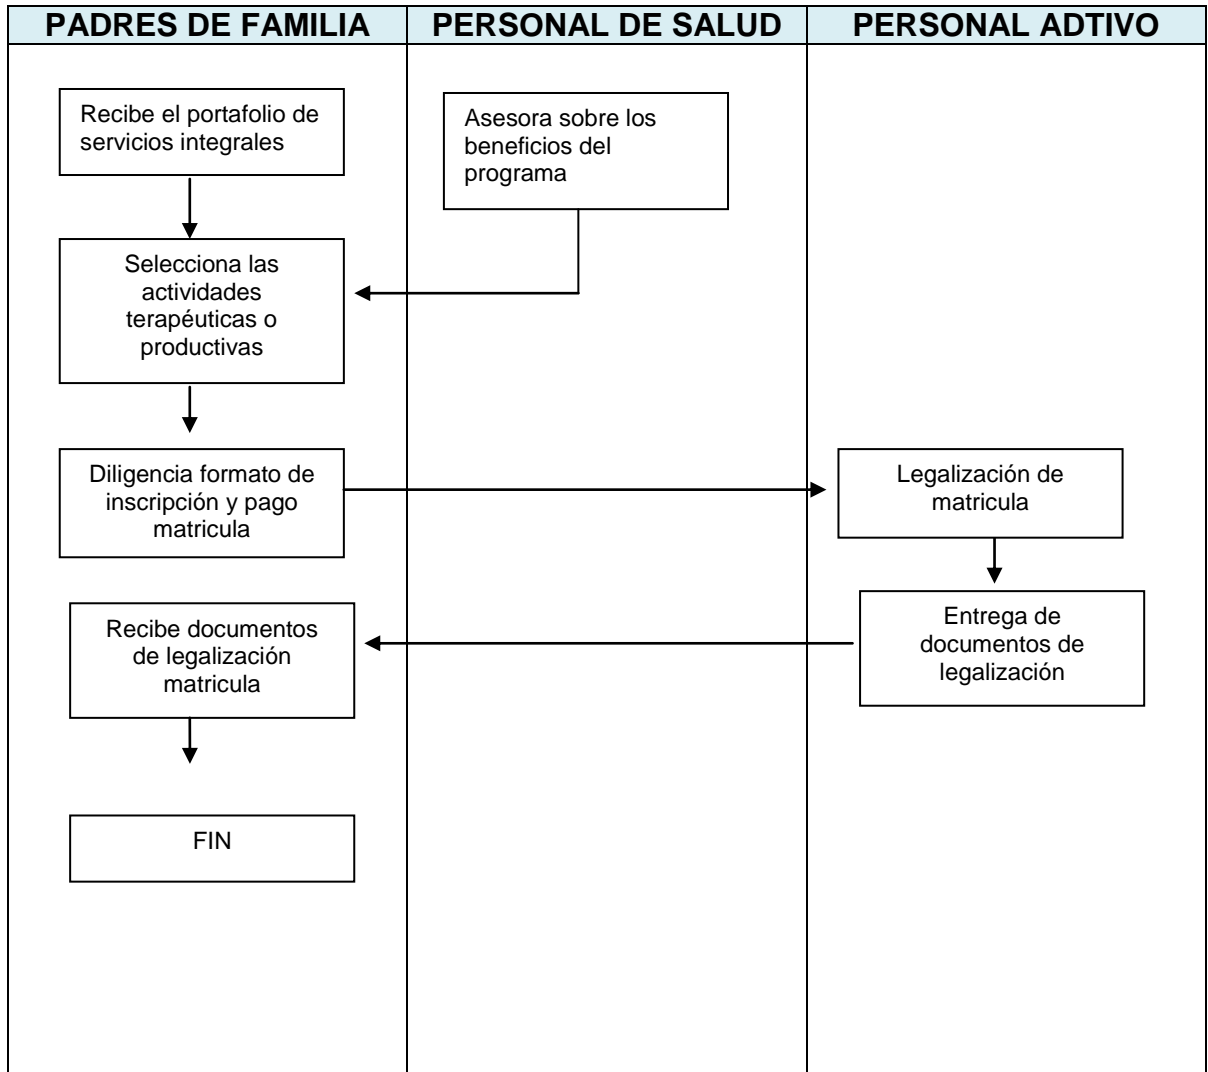 PADRES DE FAMILIA
PERSONAL DE SALUD
PERSONAL ADTIVO
Recibe el portafolio de
servicios integrales
Asesora sobre los
beneficios del
programa
Selecciona las
actividades
terapéuticas o
productivas
Diligencia formato de
inscripción y pago
matricula
Legalización de
matricula
Entrega de
documentos de
legalización
Recibe documentos
de legalización
matricula
FIN